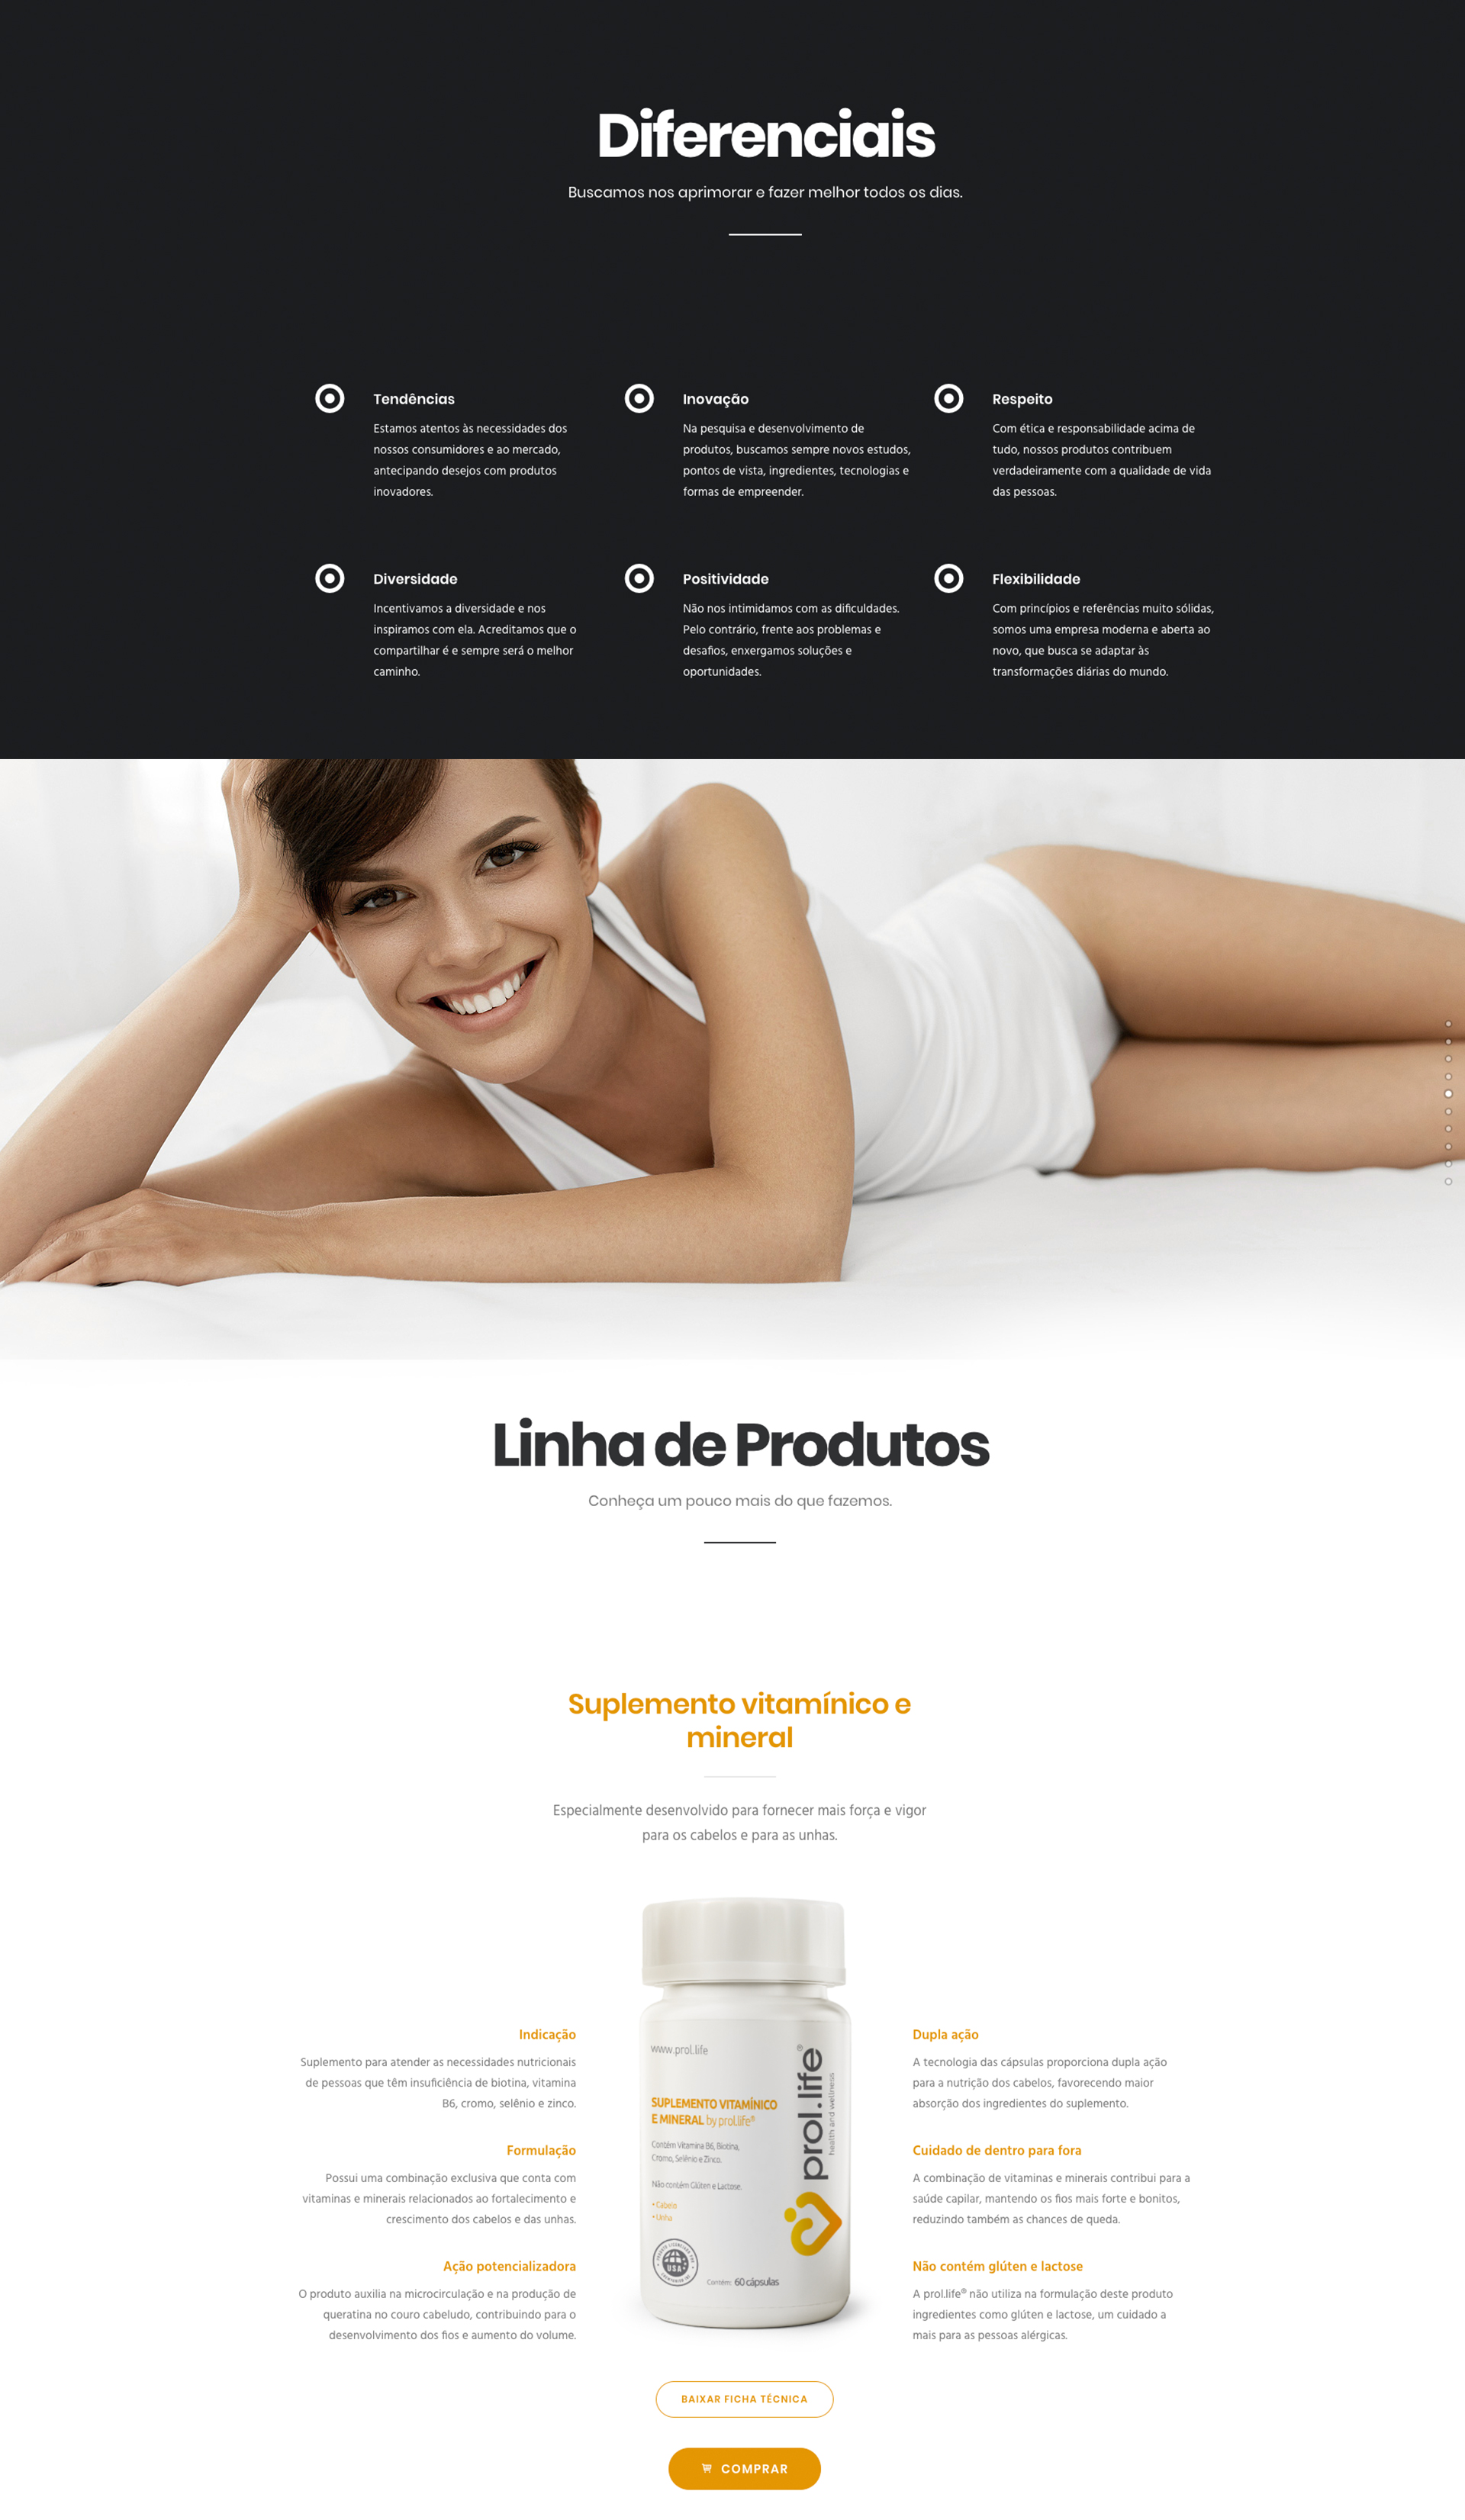 Diferenciais
Buscamos nos aprimorar e fazer melhor todos os dias.
Tendências
Estamos atentos às necessidades dos
nossos consumidores e ao mercado,
antecipando desejos com produtos
inovadores.
Inovação
Na pesquisa e desenvolvimento de
produtos, buscamos sempre novos estudos,
pontos de vista, ingredientes, tecnologias e
formas de empreender.
Respeito
Com ética e responsabilidade acima de
tudo, nossos produtos contribuem
verdadeiramente com a qualidade de vida
das pessoas.
Diversidade
Incentivamos a diversidade e nos
inspiramos com ela. Acreditamos que o
compartilhar é e sempre será o melhor
caminho.
Positividade
Não nos intimidamos com as dificuldades.
Pelo contrário, frente aos problemas e
desafios, enxergamos soluções e
oportunidades.
Flexibilidade
Com princípios e referências muito sólidas,
somos uma empresa moderna e aberta ao
novo, que busca se adaptar às
transformações diárias do mundo.
Linha de Produtos
Conheça um pouco mais do que fazemos.
Suplemento vitamínico e
mineral
Especialmente desenvolvido para fornecer mais força e vigor
para os cabelos e para as unhas.
Indicação
Suplemento para atender as necessidades nutricionais
de pessoas que têm insuficiência de biotina, vitamina
B6, cromo, selênio e zinco.
Formulação
Possui uma combinação exclusiva que conta com
vitaminas e minerais relacionados ao fortalecimento e
crescimento dos cabelos e das unhas.
Ação potencializadora
O produto auxilia na microcirculação e na produção de
queratina no couro cabeludo, contribuindo para o
desenvolvimento dos fios e aumento do volume.
www.prol.life
SUPLEMENTO VITAMÍNICO
E MINERAL by prol.life®
Contém Vitamina B6, Biotina,
Cromo, Selênio e Zinco.
Não contém Glúten e Lactose.
• Cabelo
• Unha
USA
Contém: 60 cápsulas
prol.life®
health and wellness
Dupla ação
A tecnologia das cápsulas proporciona dupla ação
para a nutrição dos cabelos, favorecendo maior
absorção dos ingredientes do suplemento.
Cuidado de dentro para fora
A combinação de vitaminas e minerais contribui para a
saúde capilar, mantendo os fios mais forte e bonitos,
reduzindo também as chances de queda.
Não contém glúten e lactose
A prol.life® não utiliza na formulação deste produto
ingredientes como glúten e lactose, um cuidado a
mais para as pessoas alérgicas.
BAIXAR FICHA TÉCNICA
COMPRAR